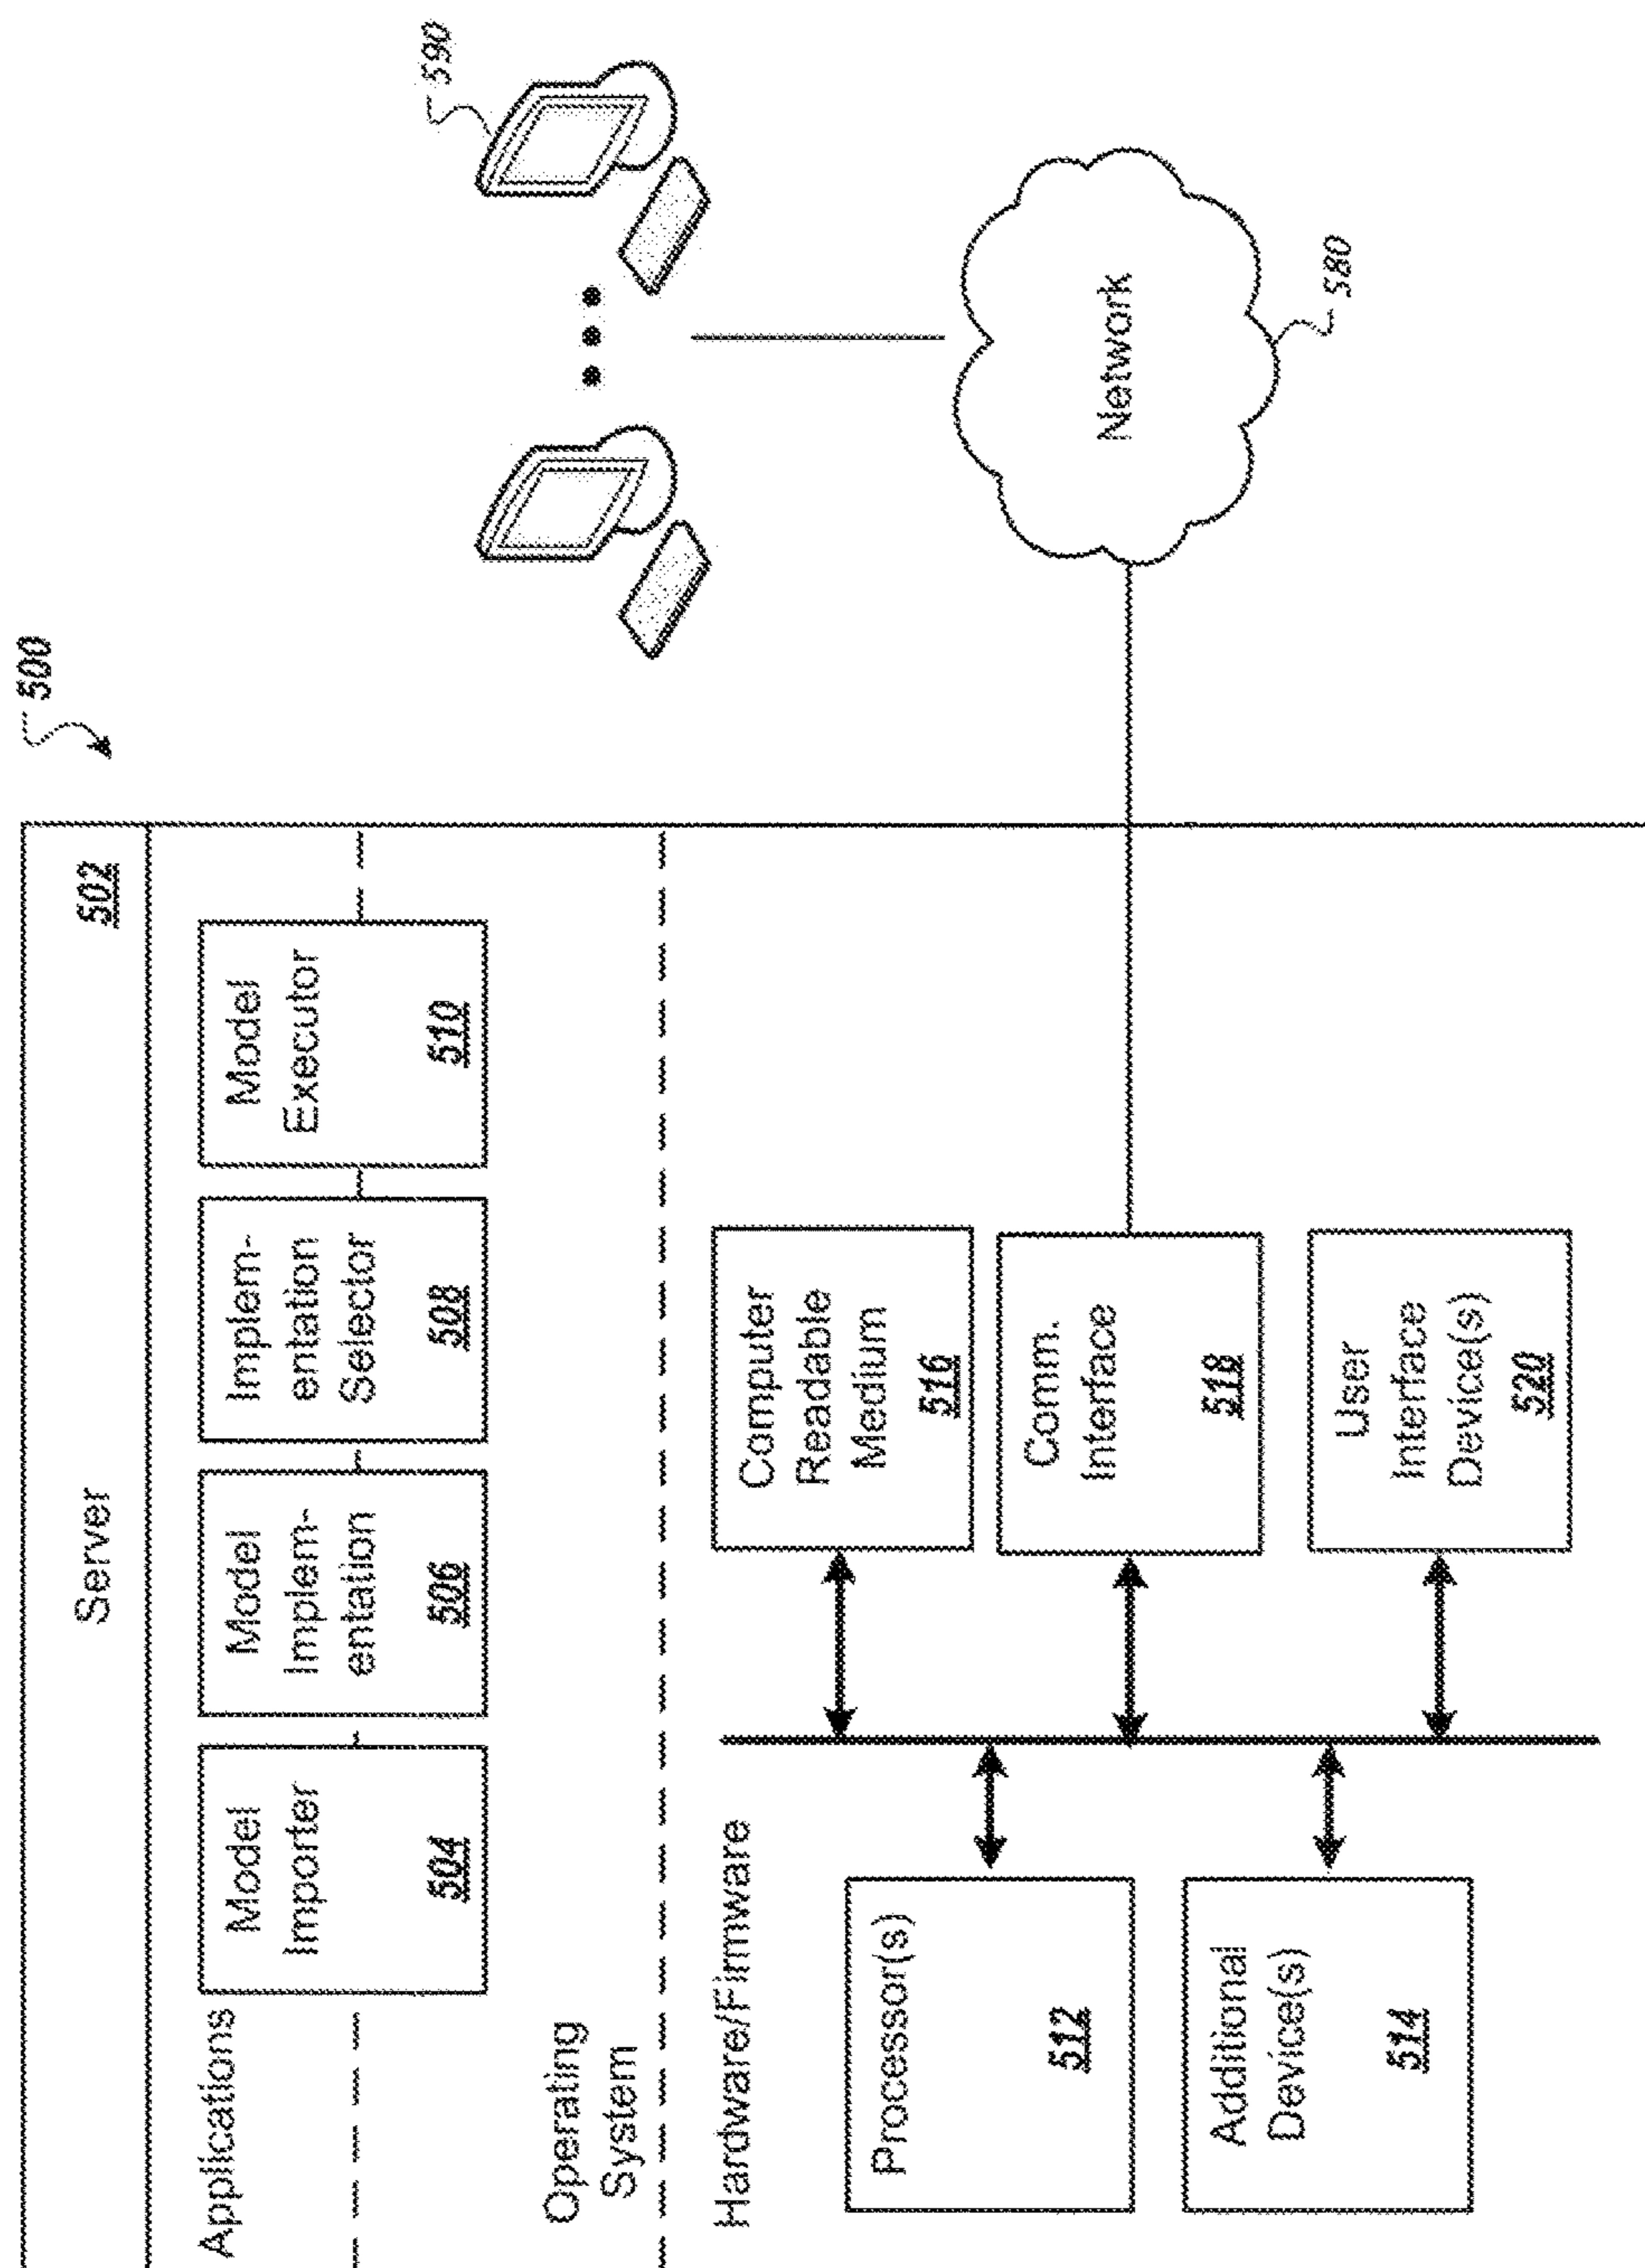 500
Server
502
Applications
Model
Importer
504
Model
Implem-
entation
506
Implem-
entation
Selector
508
Model
Executor
510
Operating
System
Hardware/Firmware
Processor(s)
512
Additional
Device(s)
514
Computer
Readable
Medium
516
Comm.
Interface
518
User
Interface
Device(s)
520
590
Network
580